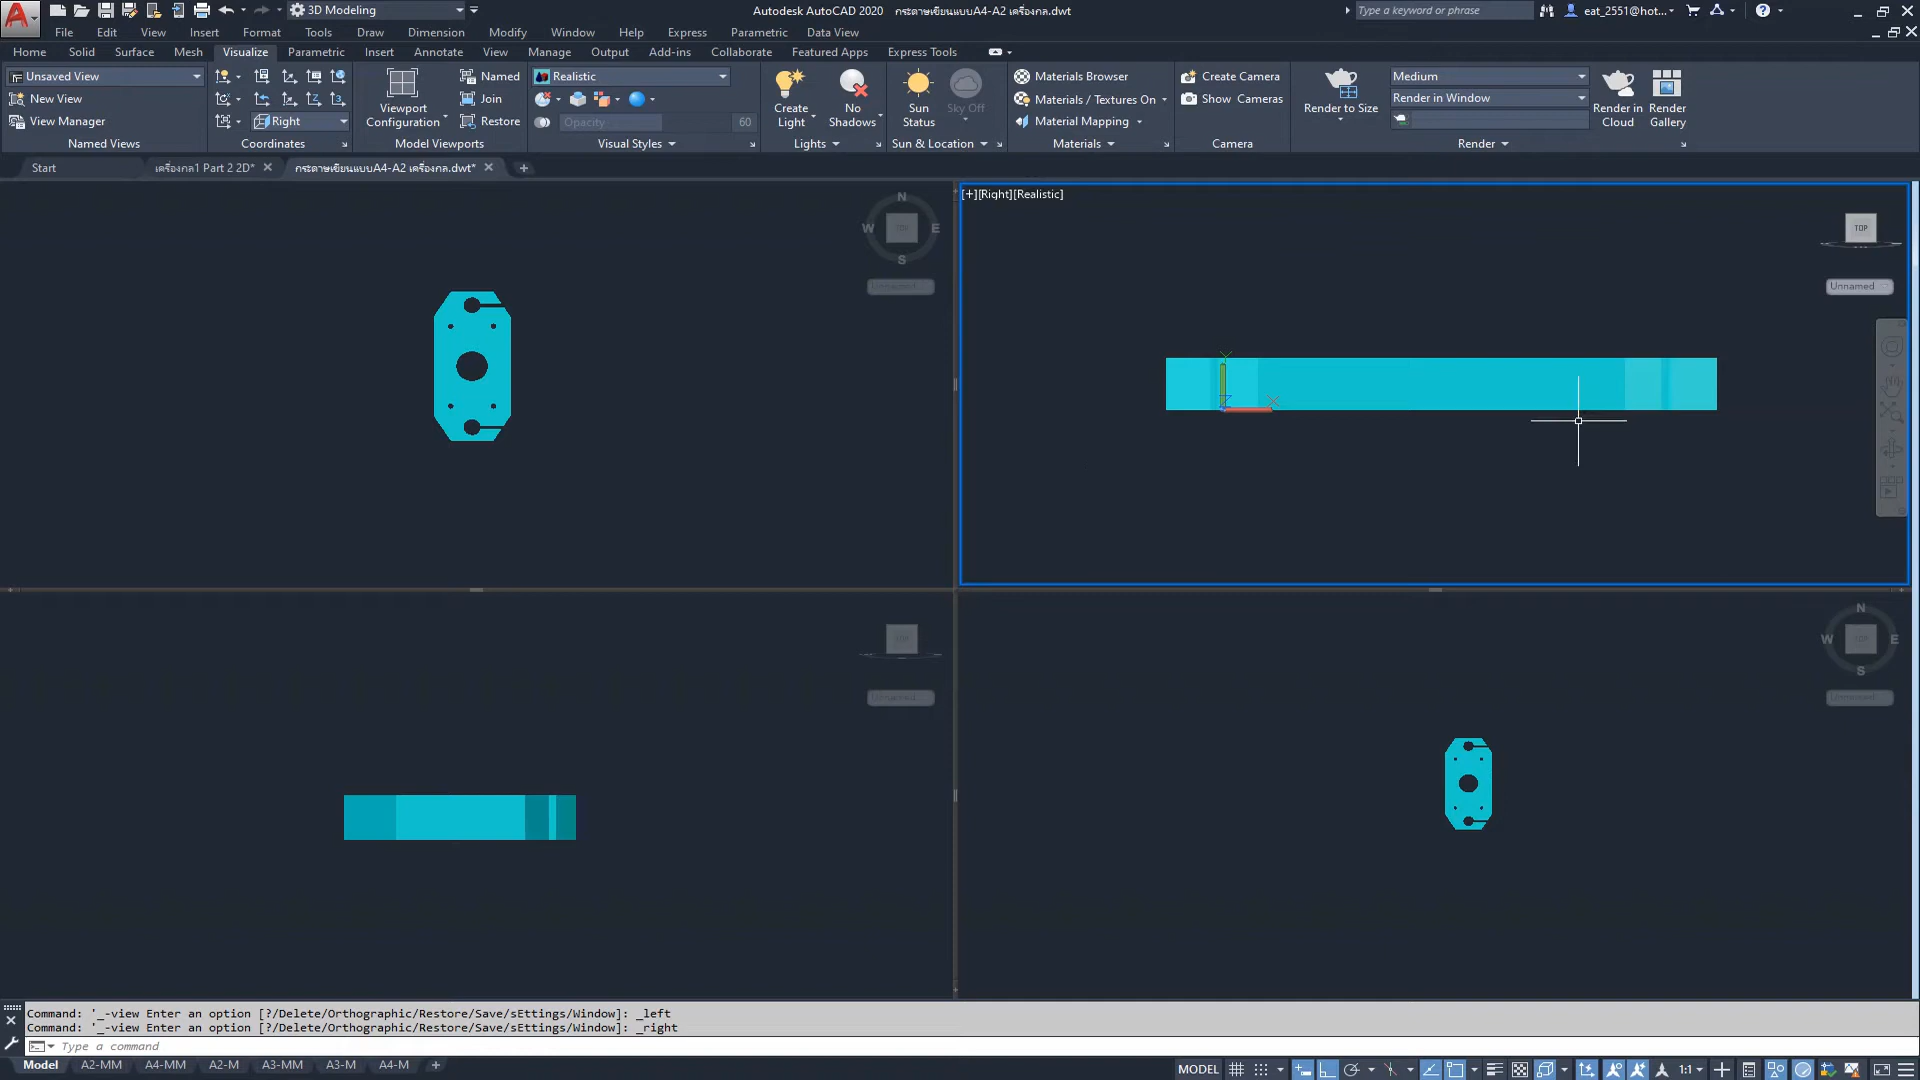 3D Modeling
Autodesk AutoCAD 2020 กระดาษเขียนแบบA4-A2 เครื่องกล.dwt
Type a keyword or phrase
eat_2551@hot...
File Edit View Insert Format Tools Draw Dimension Modify Window Help Express Parametric Data View
Home Solid Surface Mesh Visualize Parametric Insert Annotate View Manage Output Add-ins Collaborate Featured Apps Express Tools
Unsaved View
New View
View Manager
Named Views
Right
Coordinates
Viewport
Configuration
Named
Join
Restore
Model Viewports
Realistic
Opacity 60
Visual Styles
Create
Light
No
Shadows
Lights
Sun
Status
Sky Off
Sun & Location
Materials Browser
Materials / Textures On
Material Mapping
Materials
Create Camera
Show Cameras
Camera
Render to Size
Medium
Render in Window
Render in
Cloud
Render
Gallery
Render
Start เครื่องกล1 Part 2 2D* กระดาษเขียนแบบA4-A2 เครื่องกล.dwt*
N
W TOP E
S
Unnamed
[+][Right][Realistic]
TOP
Unnamed
Y
Z X
TOP
Unnamed
N
W TOP E
S
Unnamed
Command: '_-view Enter an option [?/Delete/Orthographic/Restore/Save/sEttings/Window]: _left
Command: '_-view Enter an option [?/Delete/Orthographic/Restore/Save/sEttings/Window]: _right
Type a command
Model A2-MM A4-MM A2-M A3-MM A3-M A4-M
MODEL 1:1